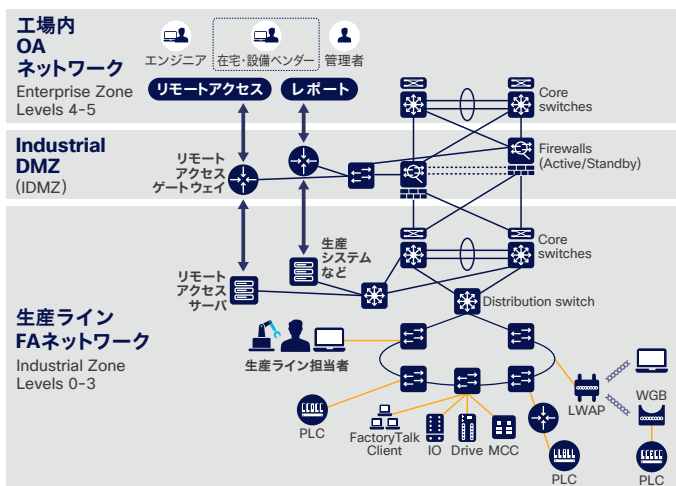 工場内
OA
ネットワーク
Enterprise Zone
Levels 4-5
エンジニア
在宅・設備ベンダー
管理者
リモートアクセス
レポート
Core
switches
Industrial
DMZ
(IDMZ)
リモート
アクセス
ゲートウェイ
Firewalls
(Active/Standby)
生産
システム
など
Core
switches
リモート
アクセス
サーバ
Distribution switch
生産ライン
FAネットワーク
Industrial Zone
Levels 0-3
生産ライン担当者
LWAP
WGB
PLC
FactoryTalk
Client
IO
Drive
MCC
PLC
PLC